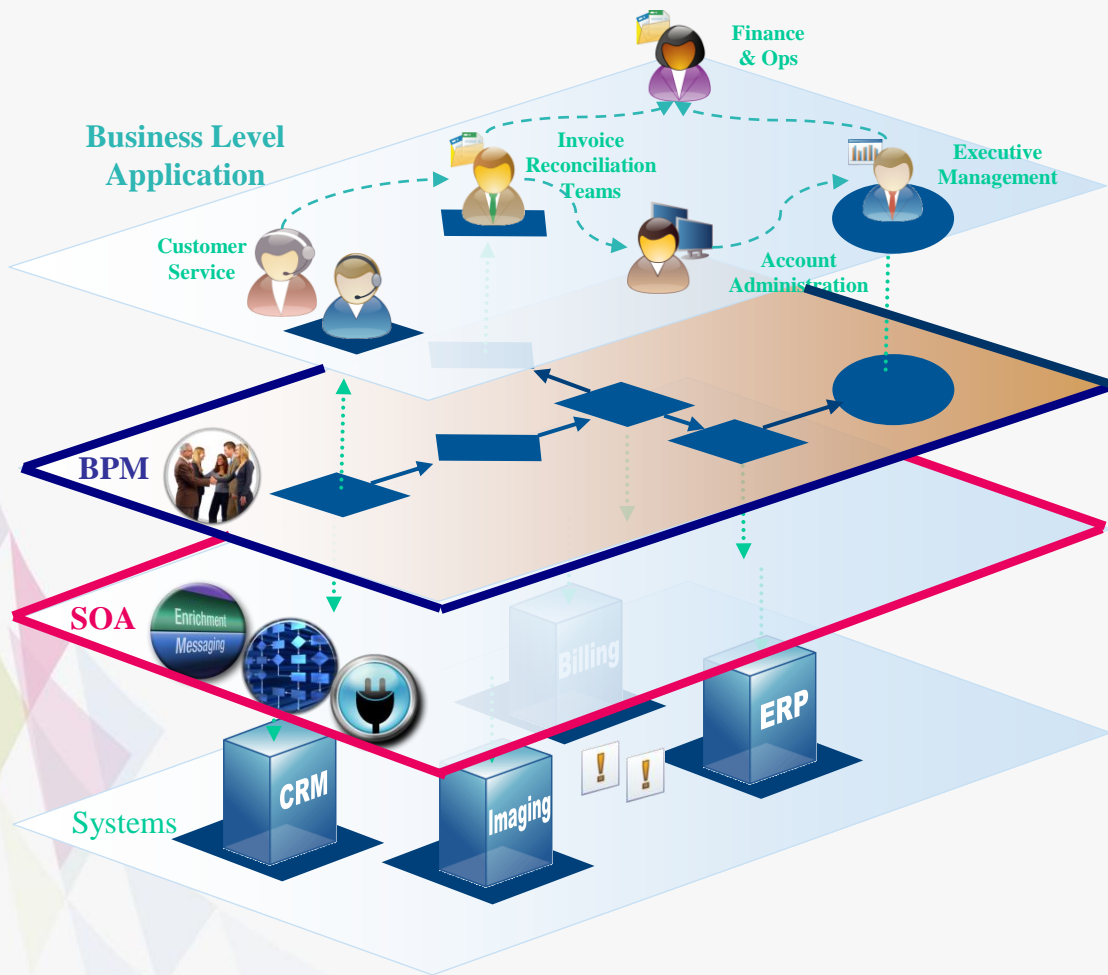 Finance
& Ops
Business Level
Application
Invoice
Reconciliation
Teams
Executive
Management
Customer
Service
Account
Administration
BPM
SOA
Enrichment
Messaging
Billing
ERP
CRM
Imaging
Systems